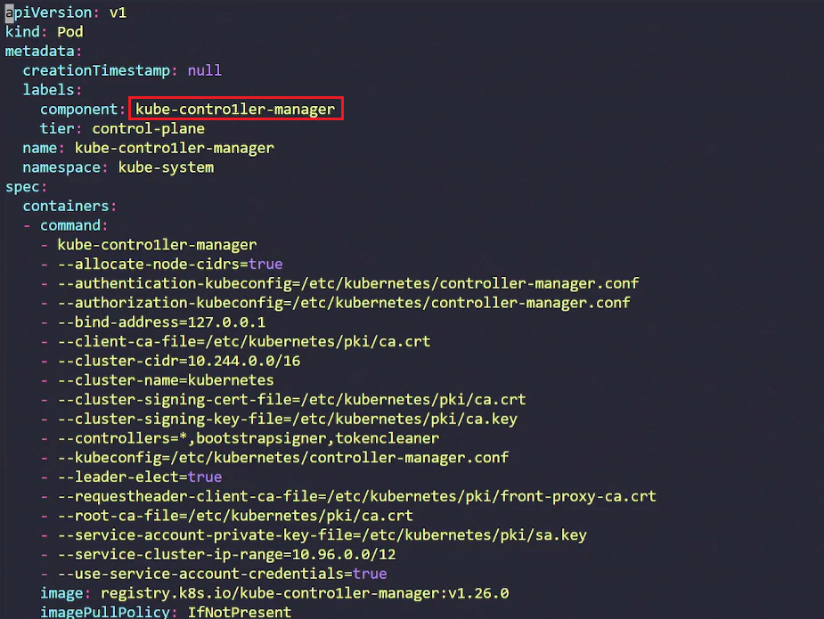 apiVersion: v1
kind: Pod
metadata:
  creationTimestamp: null
  labels:
    component: kube-contro1ler-manager
    tier: control-plane
  name: kube-contro1ler-manager
  namespace: kube-system
spec:
  containers:
  - command:
    - kube-contro1ler-manager
    - --allocate-node-cidrs=true
    - --authentication-kubeconfig=/etc/kubernetes/controller-manager.conf
    - --authorization-kubeconfig=/etc/kubernetes/controller-manager.conf
    - --bind-address=127.0.0.1
    - --client-ca-file=/etc/kubernetes/pki/ca.crt
    - --cluster-cidr=10.244.0.0/16
    - --cluster-name=kubernetes
    - --cluster-signing-cert-file=/etc/kubernetes/pki/ca.crt
    - --cluster-signing-key-file=/etc/kubernetes/pki/ca.key
    - --controllers=*,bootstrapsigner,tokencleaner
    - --kubeconfig=/etc/kubernetes/controller-manager.conf
    - --leader-elect=true
    - --requestheader-client-ca-file=/etc/kubernetes/pki/front-proxy-ca.crt
    - --root-ca-file=/etc/kubernetes/pki/ca.crt
    - --service-account-private-key-file=/etc/kubernetes/pki/sa.key
    - --service-cluster-ip-range=10.96.0.0/12
    - --use-service-account-credentials=true
    image: registry.k8s.io/kube-contro1ler-manager:v1.26.0
    imagePullPolicy: IfNotPresent